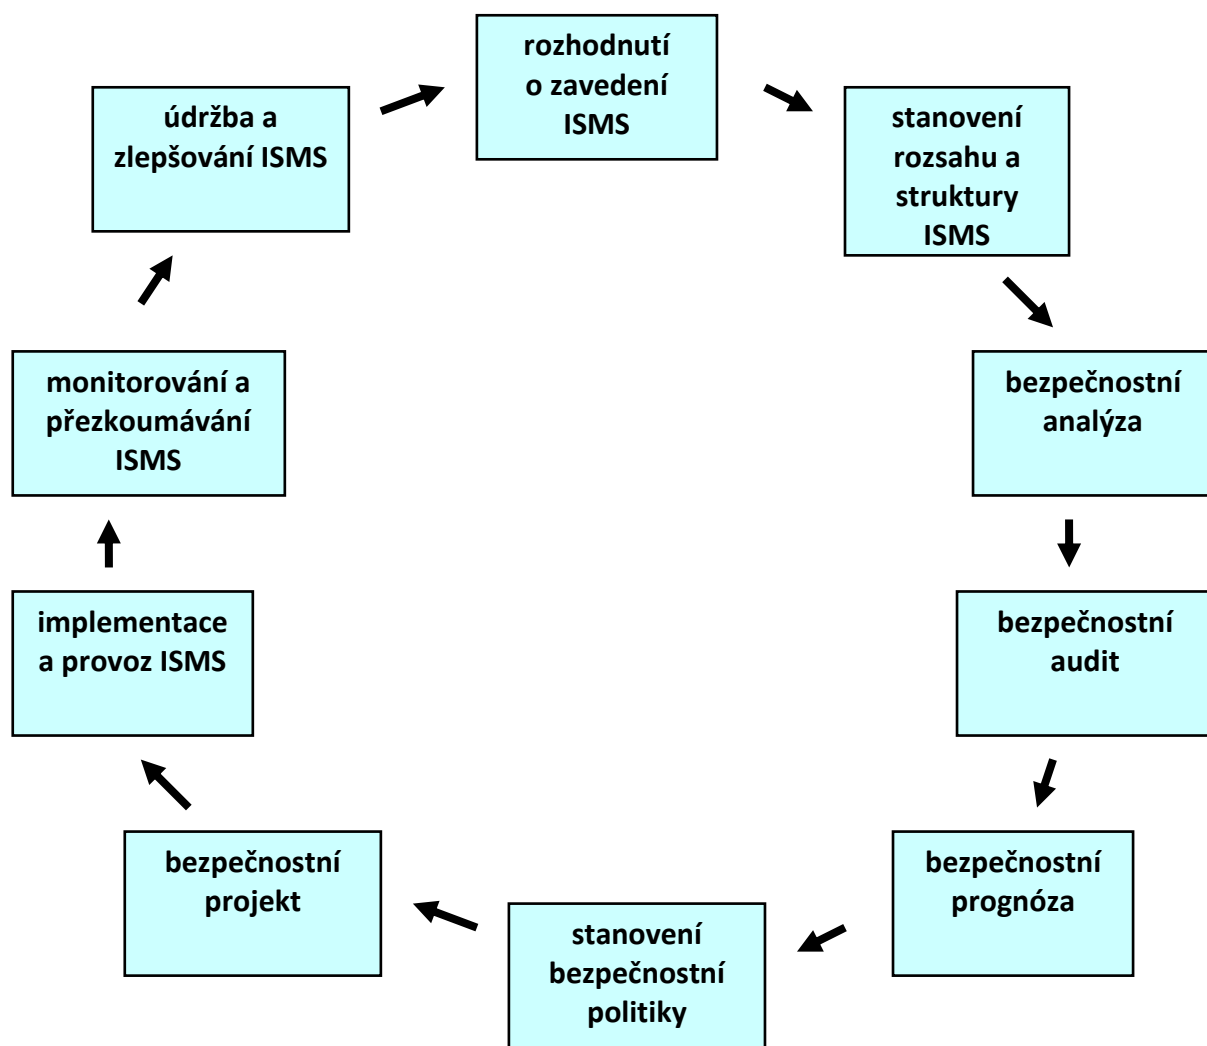 rozhodnutí
o zavedení
ISMS
stanovení
rozsahu a
struktury
ISMS
bezpečnostní
analýza
bezpečnostní
audit
bezpečnostní
prognóza
stanovení
bezpečnostní
politiky
bezpečnostní
projekt
implementace
a provoz ISMS
monitorování a
přezkoumávání
ISMS
údržba a
zlepšování ISMS